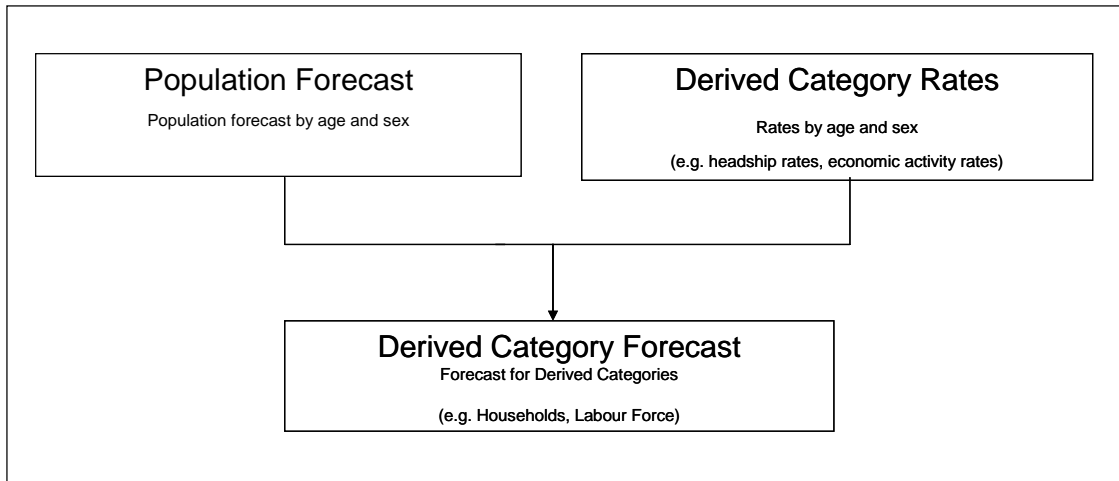 Population Forecast
Population forecast by age and sex
Derived Category Rates
Rates by age and sex
(e.g. headship rates, economic activity rates)
Derived Category Forecast
Forecast for Derived Categories
(e.g. Households, Labour Force)